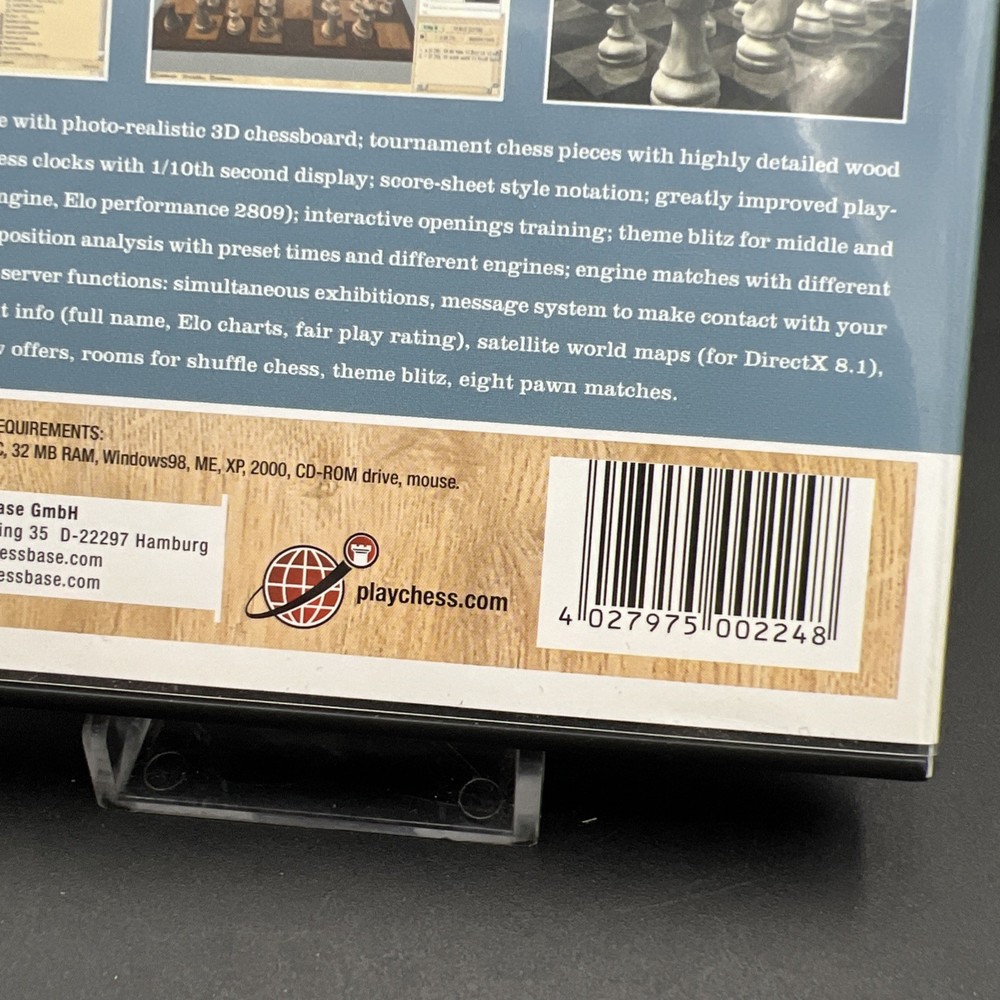 e with photo-realistic 3D chessboard; tournament chess pieces with highly detailed wood
ess clocks with 1/10th second display; score-sheet style notation; greatly improved play-
ngine, Elo performance 2809); interactive openings training; theme blitz for middle and
position analysis with preset times and different engines; engine matches with different
server functions: simultaneous exhibitions, message system to make contact with your
t info (full name, Elo charts, fair play rating), satellite world maps (for DirectX 8.1),
y offers, rooms for shuffle chess, theme blitz, eight pawn matches.
EQUIREMENTS:
C, 32 MB RAM, Windows98, ME, XP, 2000, CD-ROM drive, mouse.
ase GmbH
ing 35 D-22297 Hamburg
essbase.com
essbase.com
playchess.com
4 027975 002248